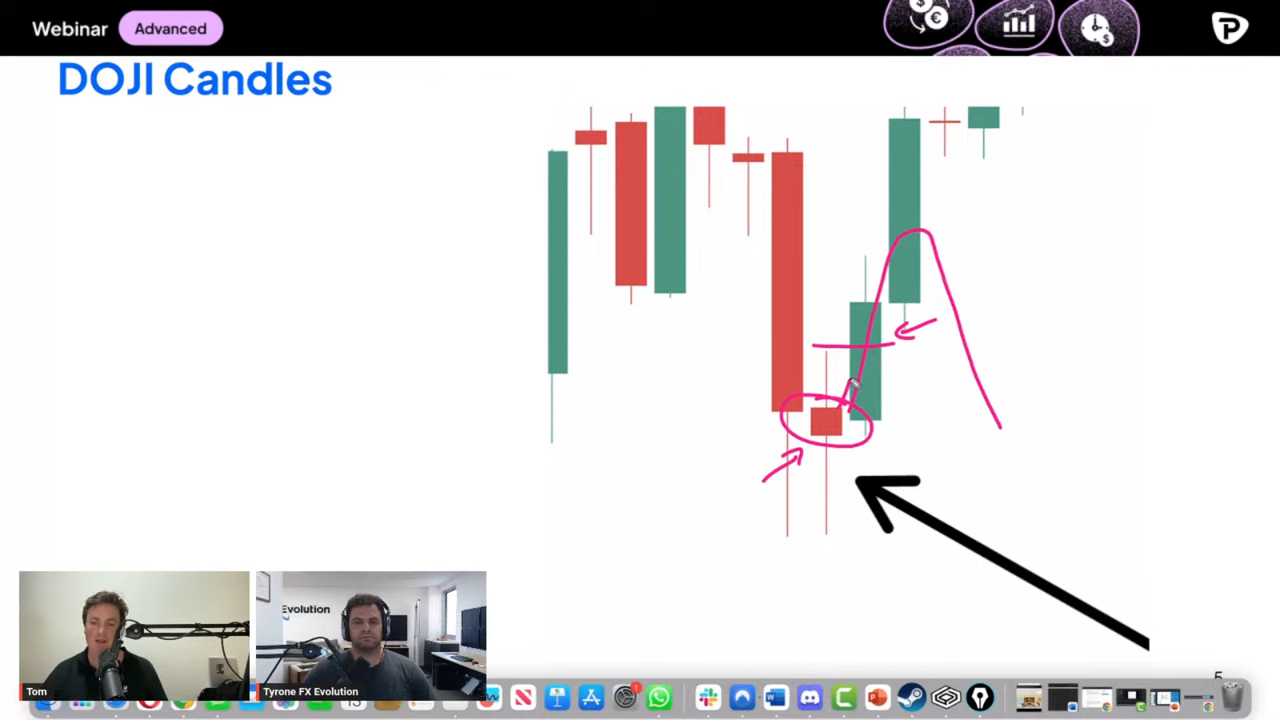 Webinar
Advanced
DOJI Candles
Evolution
Tom
Tyrone FX Evolution